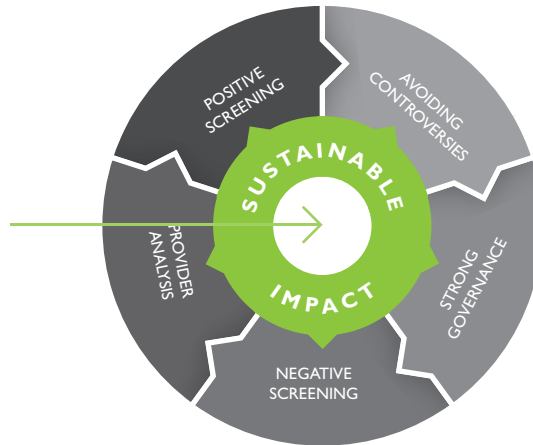 POSITIVE
SCREENING
AVOIDING
CONTROVERSIES
SUSTAINABLE
IMPACT
PROVIDER
ANALYSIS
STRONG
GOVERNANCE
NEGATIVE
SCREENING